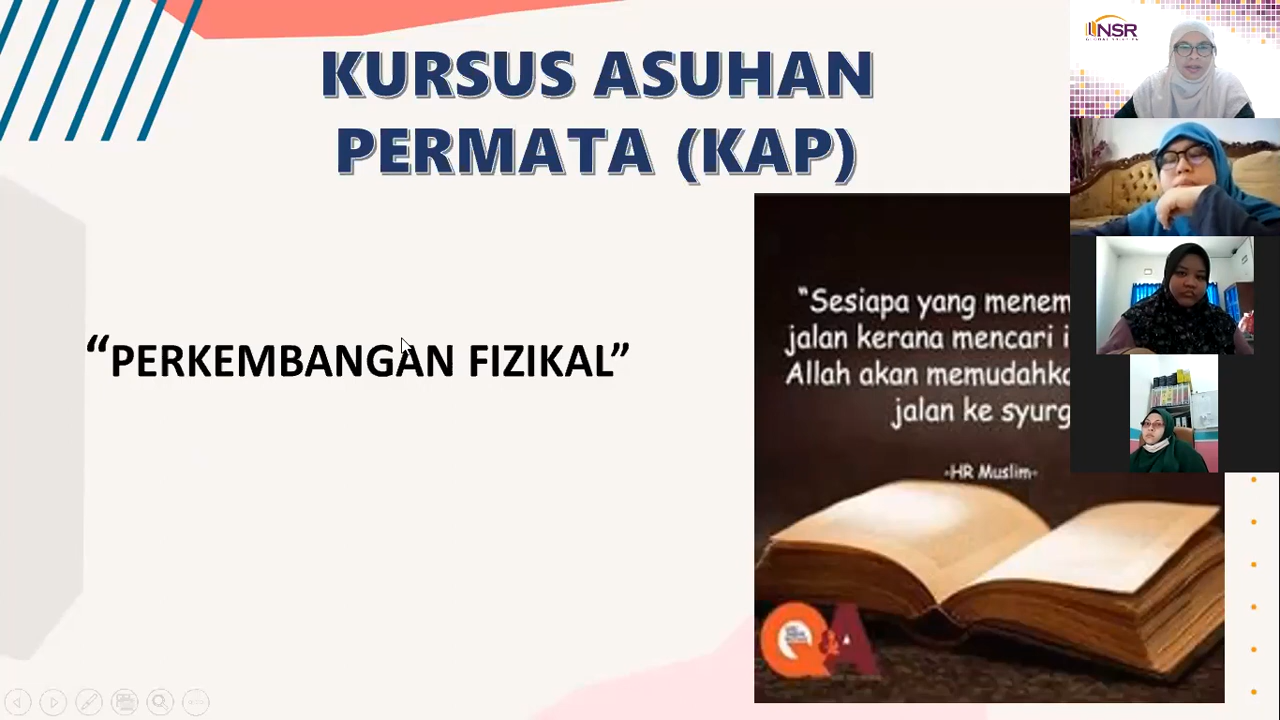 KURSUS ASUHAN
PERMATA (KAP)
“PERKEMBANGAN FIZIKAL”
“Sesiapa yang menem
jalan kerana mencari i
Allah akan memudahka
jalan ke syurg
-HR Muslim-
Q&A
NSR